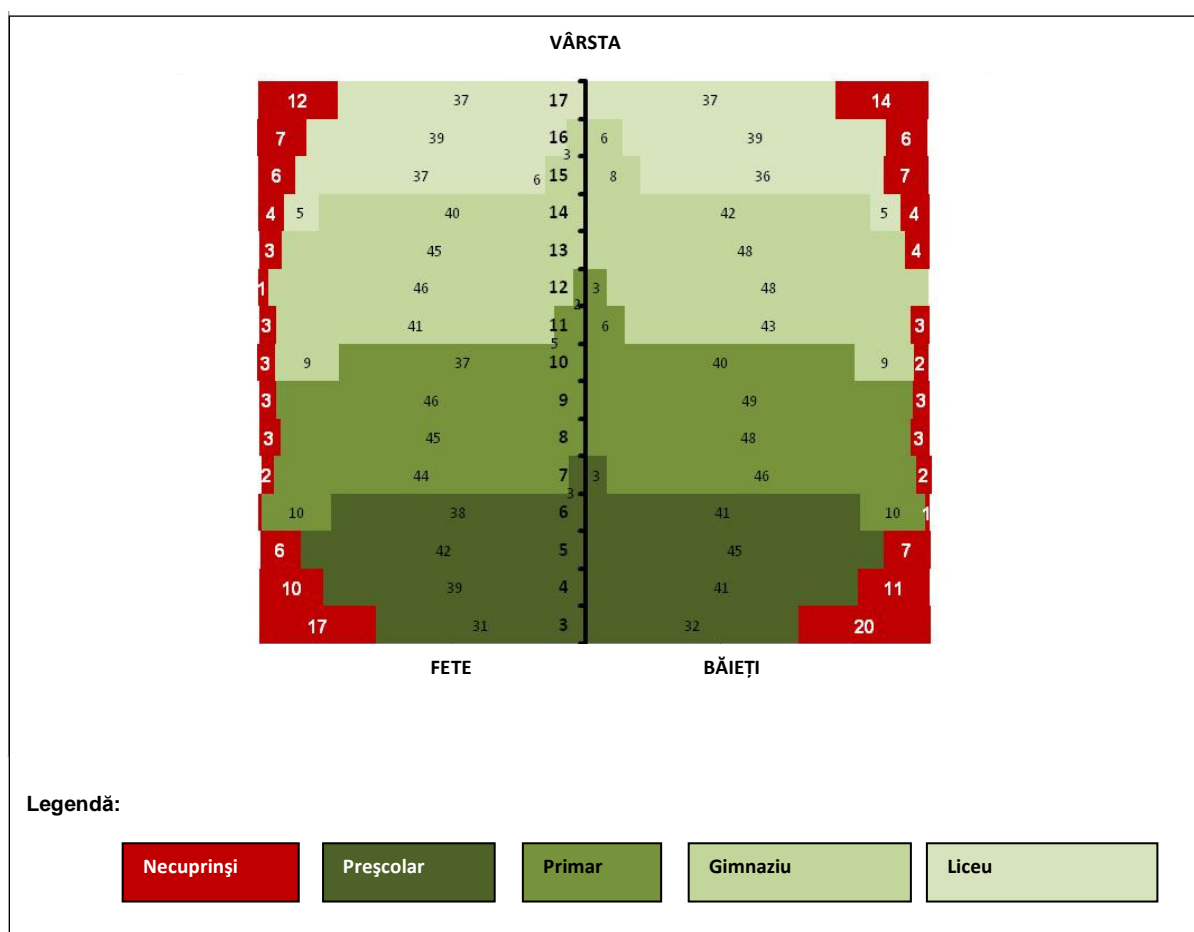 VÂRSTA
12 37 17 37 14
7 39 16 6 39 6
3
6 37 6 15 8 36 7
4 5 40 14 42 5 4
3 45 13 48 4
1 46 12 3 48
2
3 41 11 6 43 3
5
3 9 37 10 40 9 2
3 46 9 49 3
3 45 8 48 3
2 44 7 3 46 2
3
10 38 6 41 10 1
6 42 5 45 7
10 39 4 41 11
17 31 3 32 20
FETE BĂIEȚI
Legendă:
Necuprinşi Preşcolar Primar Gimnaziu Liceu